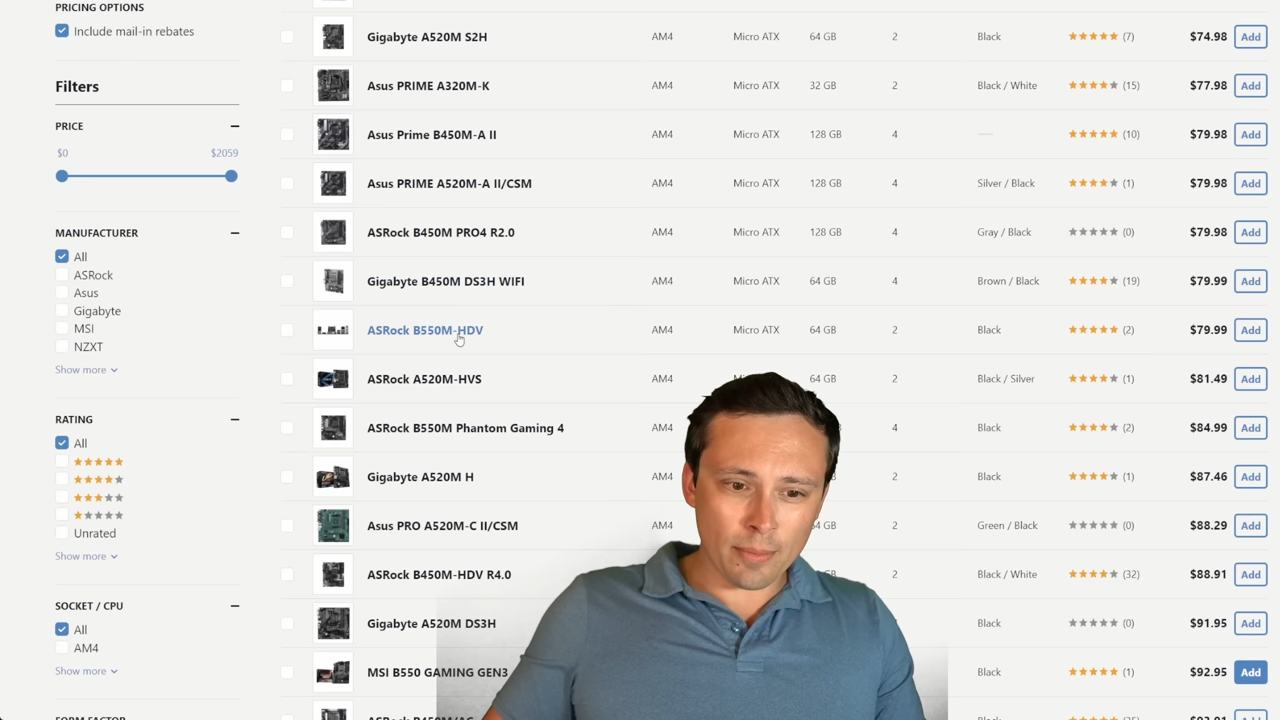 PRICING OPTIONS
Include mail-in rebates
Filters
PRICE
$0 $2059
MANUFACTURER
All
ASRock
Asus
Gigabyte
MSI
NZXT
Show more
RATING
All
Unrated
Show more
SOCKET / CPU
All
AM4
Show more
Gigabyte A520M S2H AM4 Micro ATX 64 GB 2 Black (7) $74.98 Add
Asus PRIME A320M-K AM4 Micro ATX 32 GB 2 Black / White (15) $77.98 Add
Asus Prime B450M-A II AM4 Micro ATX 128 GB 4 — (10) $79.98 Add
Asus PRIME A520M-A II/CSM AM4 Micro ATX 128 GB 4 Silver / Black (1) $79.98 Add
ASRock B450M PRO4 R2.0 AM4 Micro ATX 128 GB 4 Gray / Black (0) $79.98 Add
Gigabyte B450M DS3H WIFI AM4 Micro ATX 64 GB 4 Brown / Black (19) $79.99 Add
ASRock B550M-HDV AM4 Micro ATX 64 GB 2 Black (2) $79.99 Add
ASRock A520M-HVS AM4 64 GB 2 Black / Silver (1) $81.49 Add
ASRock B550M Phantom Gaming 4 AM4 4 Black (2) $84.99 Add
Gigabyte A520M H AM4 2 Black (1) $87.46 Add
Asus PRO A520M-C II/CSM AM4 GB 2 Green / Black (0) $88.29 Add
ASRock B450M-HDV R4.0 2 Black / White (32) $88.91 Add
Gigabyte A520M DS3H Black (0) $91.95 Add
MSI B550 GAMING GEN3 Black (1) $92.95 Add